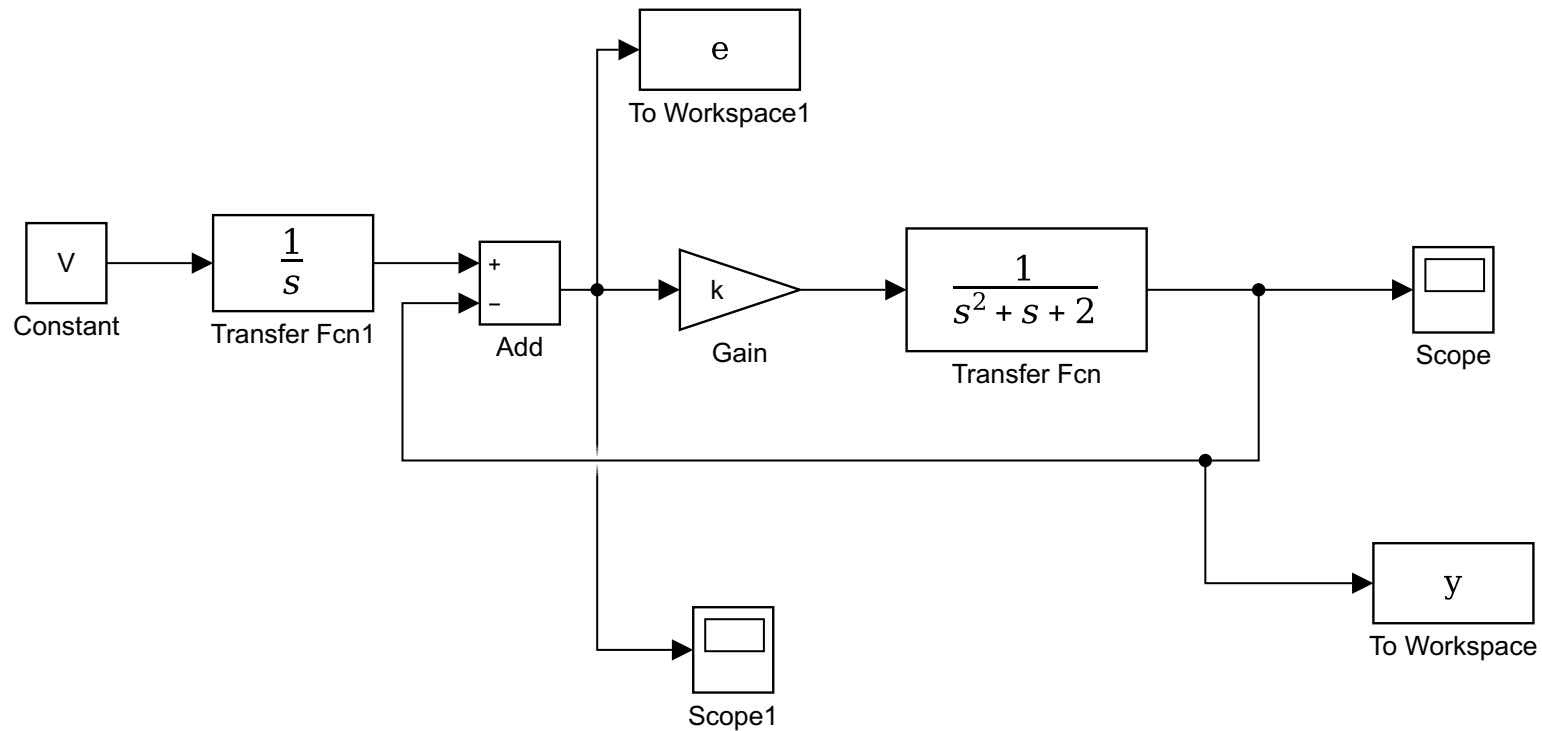 e
To Workspace1
V
Constant
1
s
Transfer Fcn1
+
−
Add
k
Gain
1
s² + s + 2
Transfer Fcn
Scope
y
To Workspace
Scope1